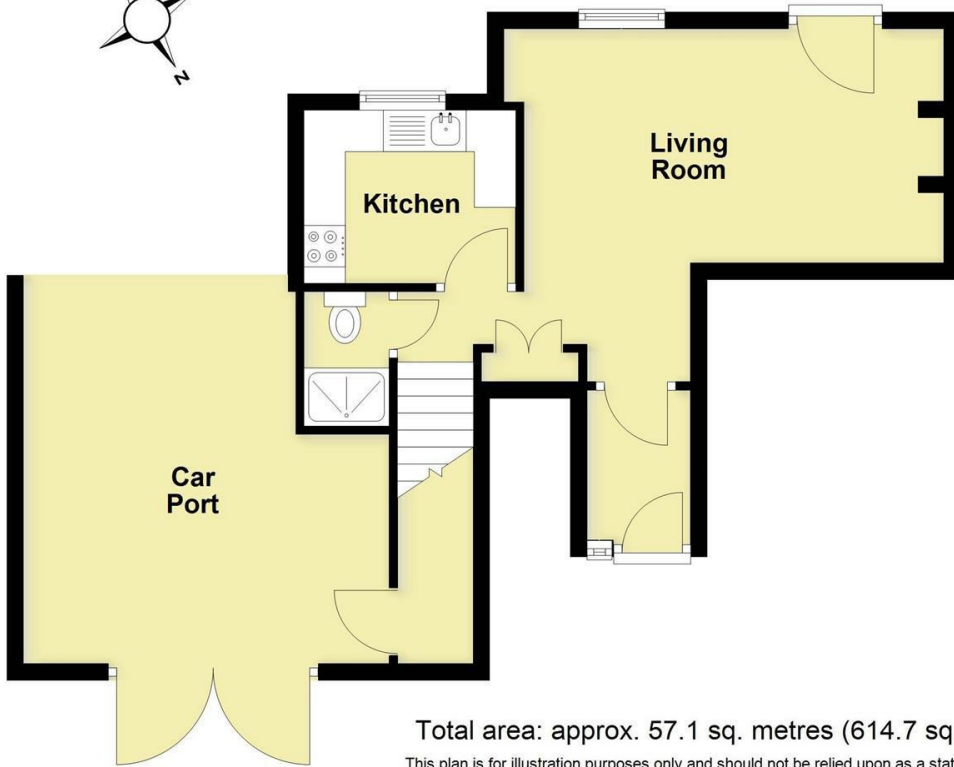 N
Living
Room
Kitchen
Car
Port
Total area: approx. 57.1 sq. metres (614.7 sq
This plan is for illustration purposes only and should not be relied upon as a stat